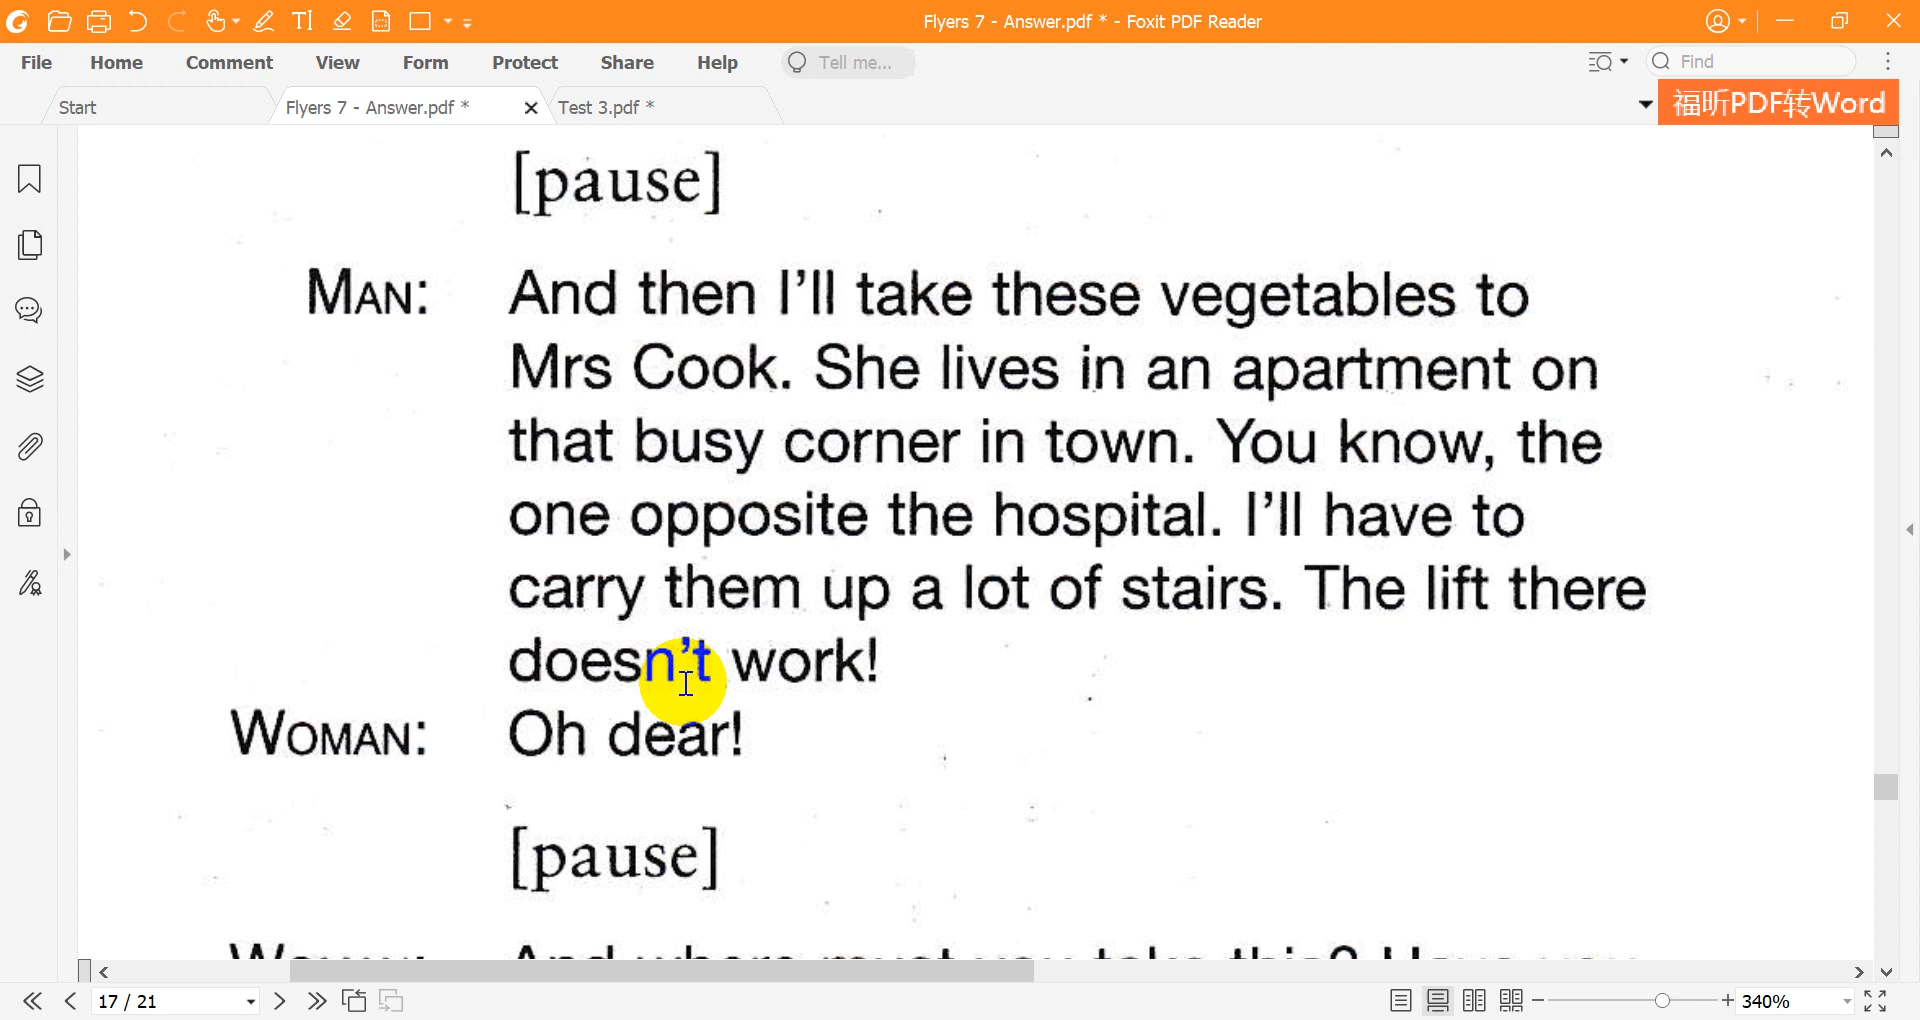 Flyers 7 - Answer.pdf * - Foxit PDF Reader
File Home Comment View Form Protect Share Help Tell me... Find
Start Flyers 7 - Answer.pdf * Test 3.pdf * 福昕PDF转Word
[pause]
MAN: And then I'll take these vegetables to
Mrs Cook. She lives in an apartment on
that busy corner in town. You know, the
one opposite the hospital. I'll have to
carry them up a lot of stairs. The lift there
doesn't work!
WOMAN: Oh dear!
[pause]
17 / 21 340%